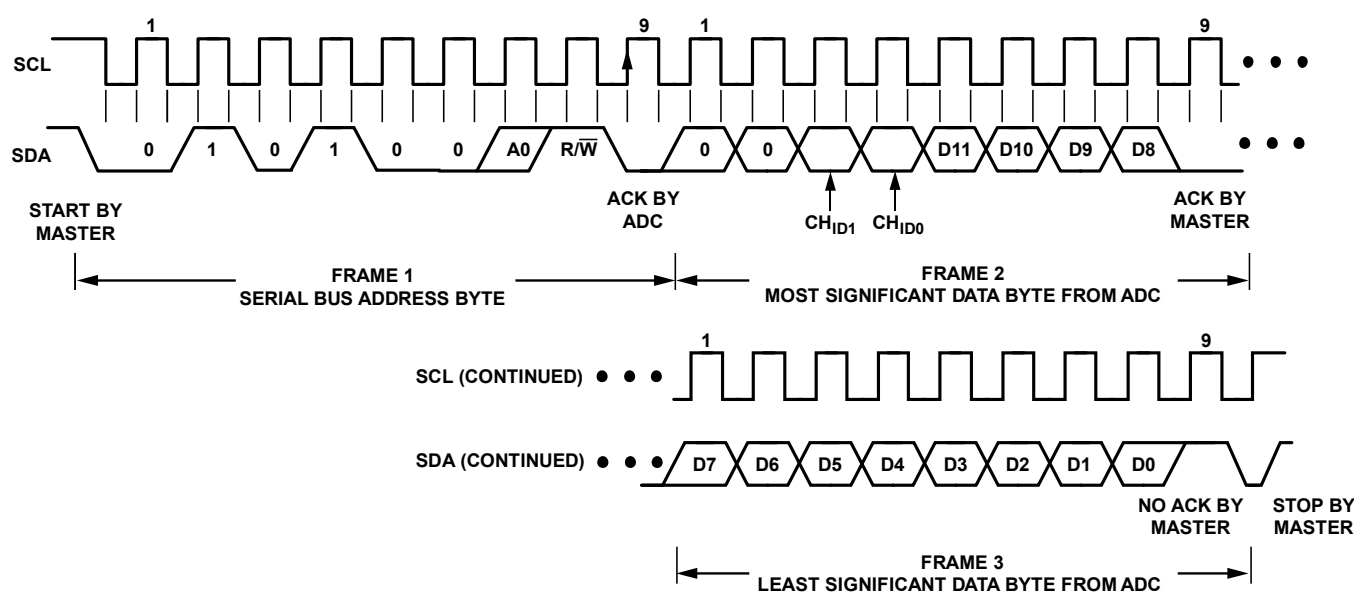 1 9 1 9
SCL
SDA 0 1 0 1 0 0 A0 R/W̅ 0 0 D11 D10 D9 D8
START BY
MASTER
ACK BY
ADC
CH_ID1 CH_ID0
ACK BY
MASTER
FRAME 1
SERIAL BUS ADDRESS BYTE
FRAME 2
MOST SIGNIFICANT DATA BYTE FROM ADC
1 9
SCL (CONTINUED)
SDA (CONTINUED) D7 D6 D5 D4 D3 D2 D1 D0
NO ACK BY
MASTER
STOP BY
MASTER
FRAME 3
LEAST SIGNIFICANT DATA BYTE FROM ADC